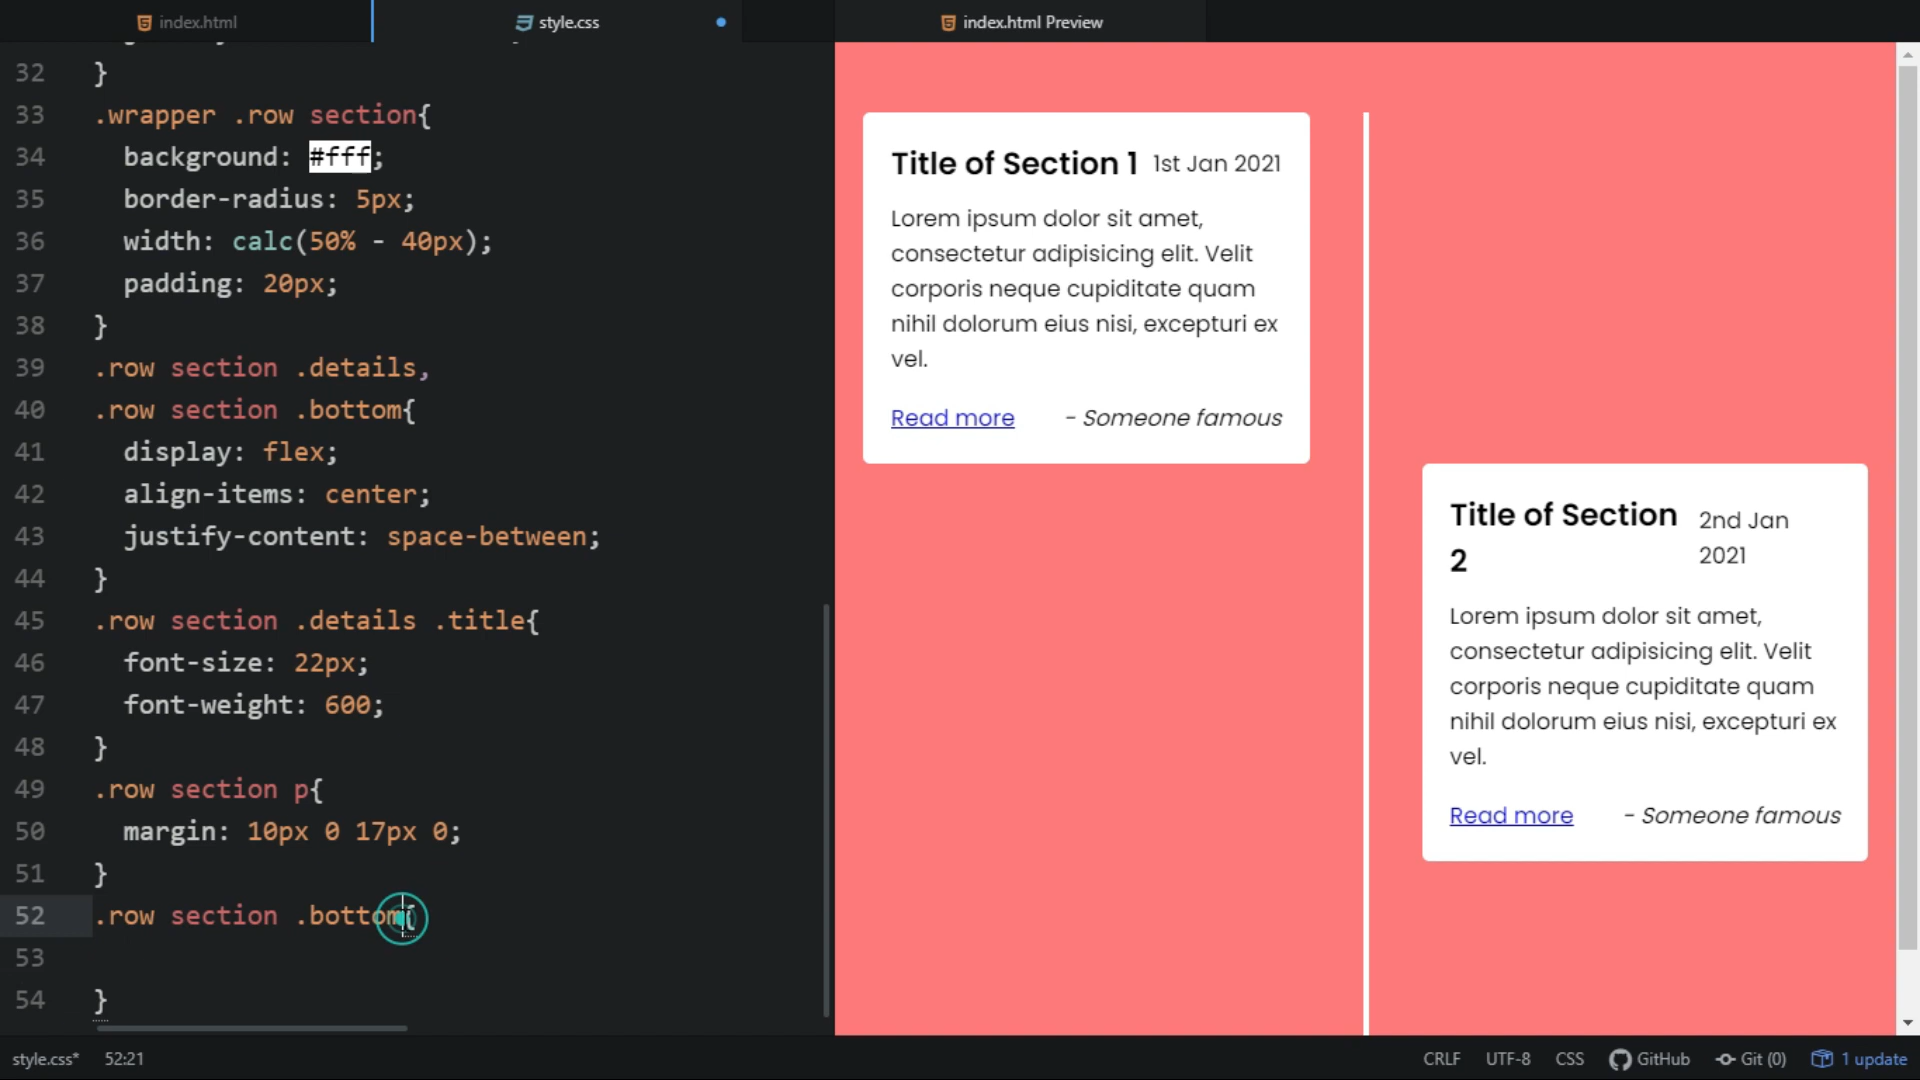 index.html
style.css
index.html Preview
32 }
33 .wrapper .row section{
34 background: #fff;
35 border-radius: 5px;
36 width: calc(50% - 40px);
37 padding: 20px;
38 }
39 .row section .details,
40 .row section .bottom{
41 display: flex;
42 align-items: center;
43 justify-content: space-between;
44 }
45 .row section .details .title{
46 font-size: 22px;
47 font-weight: 600;
48 }
49 .row section p{
50 margin: 10px 0 17px 0;
51 }
52 .row section .bottom{
53
54 }
Title of Section 1 1st Jan 2021
Lorem ipsum dolor sit amet,
consectetur adipisicing elit. Velit
corporis neque cupiditate quam
nihil dolorum eius nisi, excepturi ex
vel.
Read more - Someone famous
Title of Section
2
2nd Jan
2021
Lorem ipsum dolor sit amet,
consectetur adipisicing elit. Velit
corporis neque cupiditate quam
nihil dolorum eius nisi, excepturi ex
vel.
Read more - Someone famous
style.css* 52:21 CRLF UTF-8 CSS GitHub Git (0) 1 update